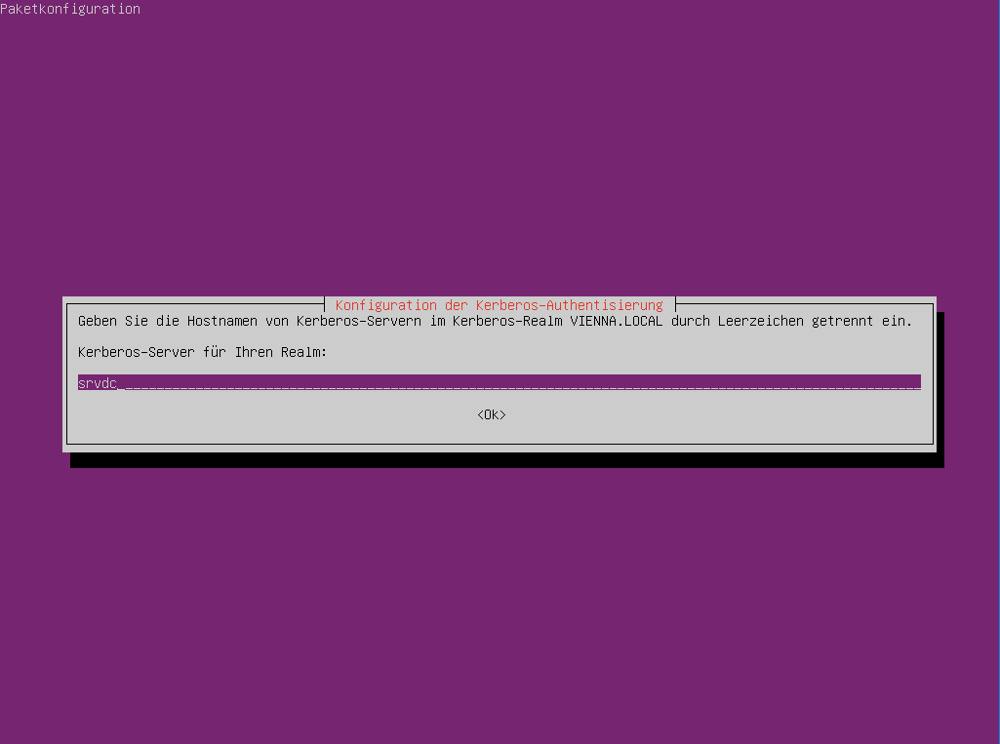 Paketkonfiguration
Konfiguration der Kerberos-Authentisierung
Geben Sie die Hostnamen von Kerberos-Servern im Kerberos-Realm VIENNA.LOCAL durch Leerzeichen getrennt ein.
Kerberos-Server für Ihren Realm:
srvdc
<Ok>